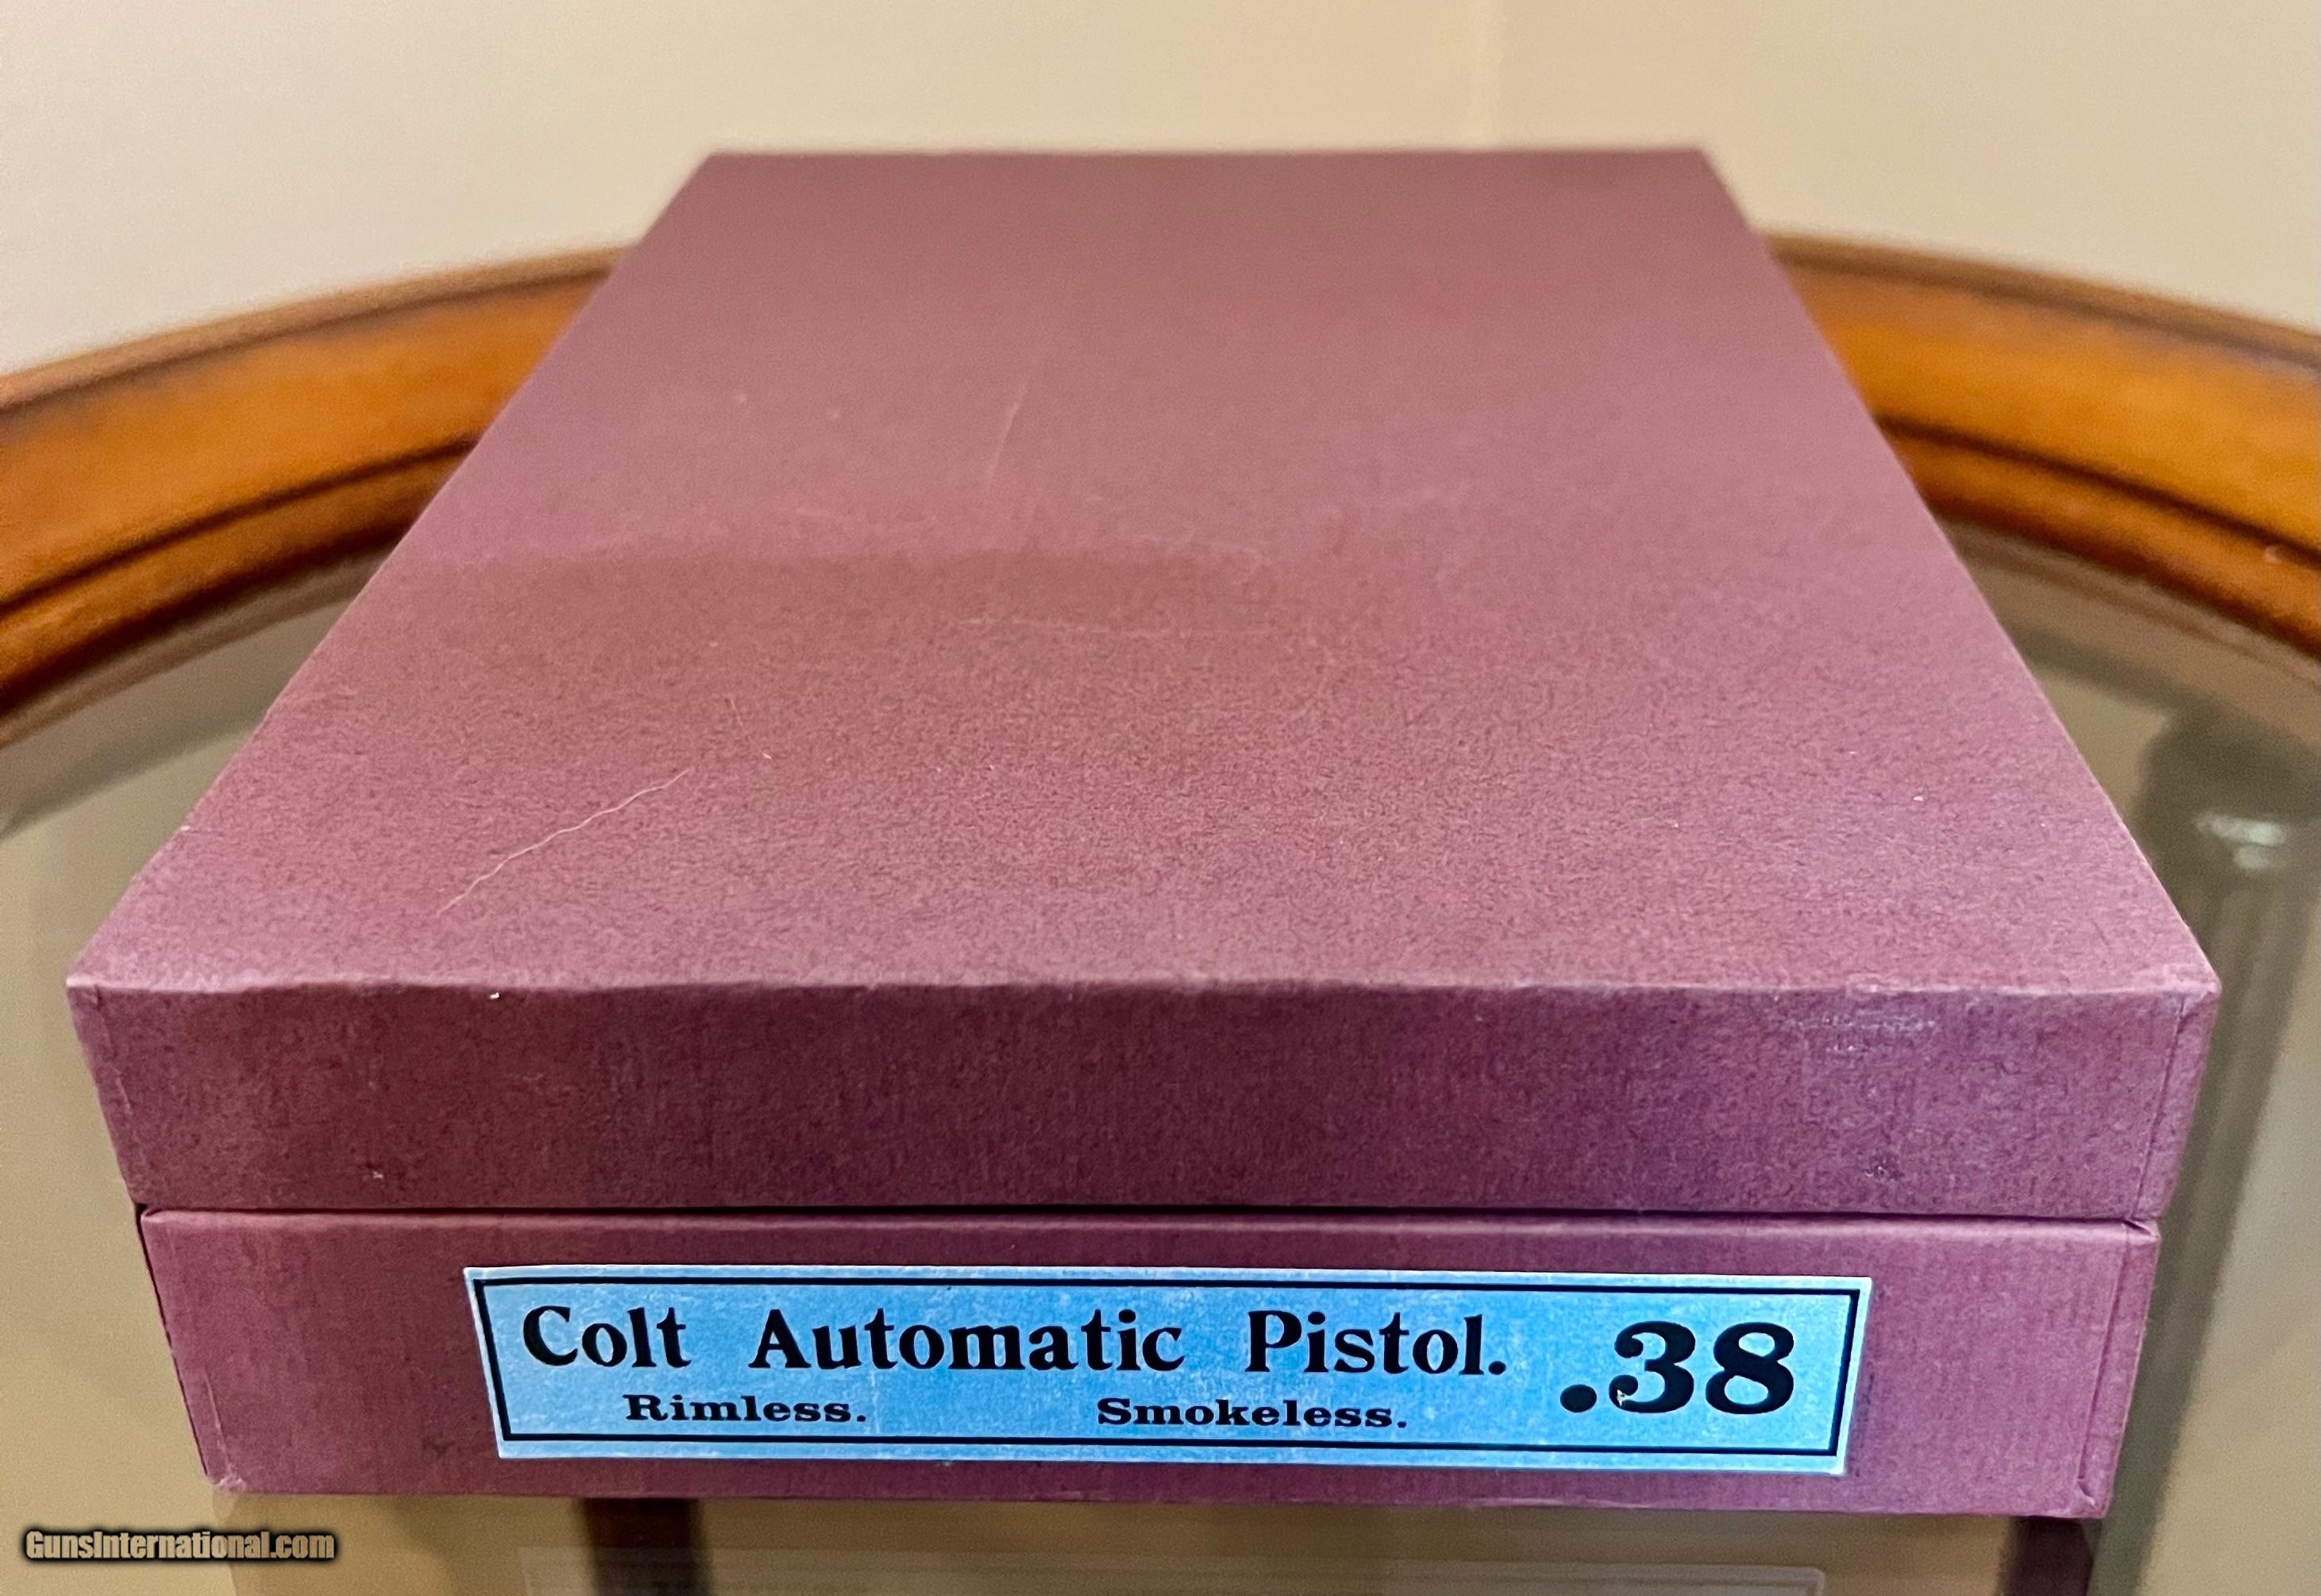 Colt Automatic Pistol. .38
Rimless. Smokeless.
GunsInternational.com